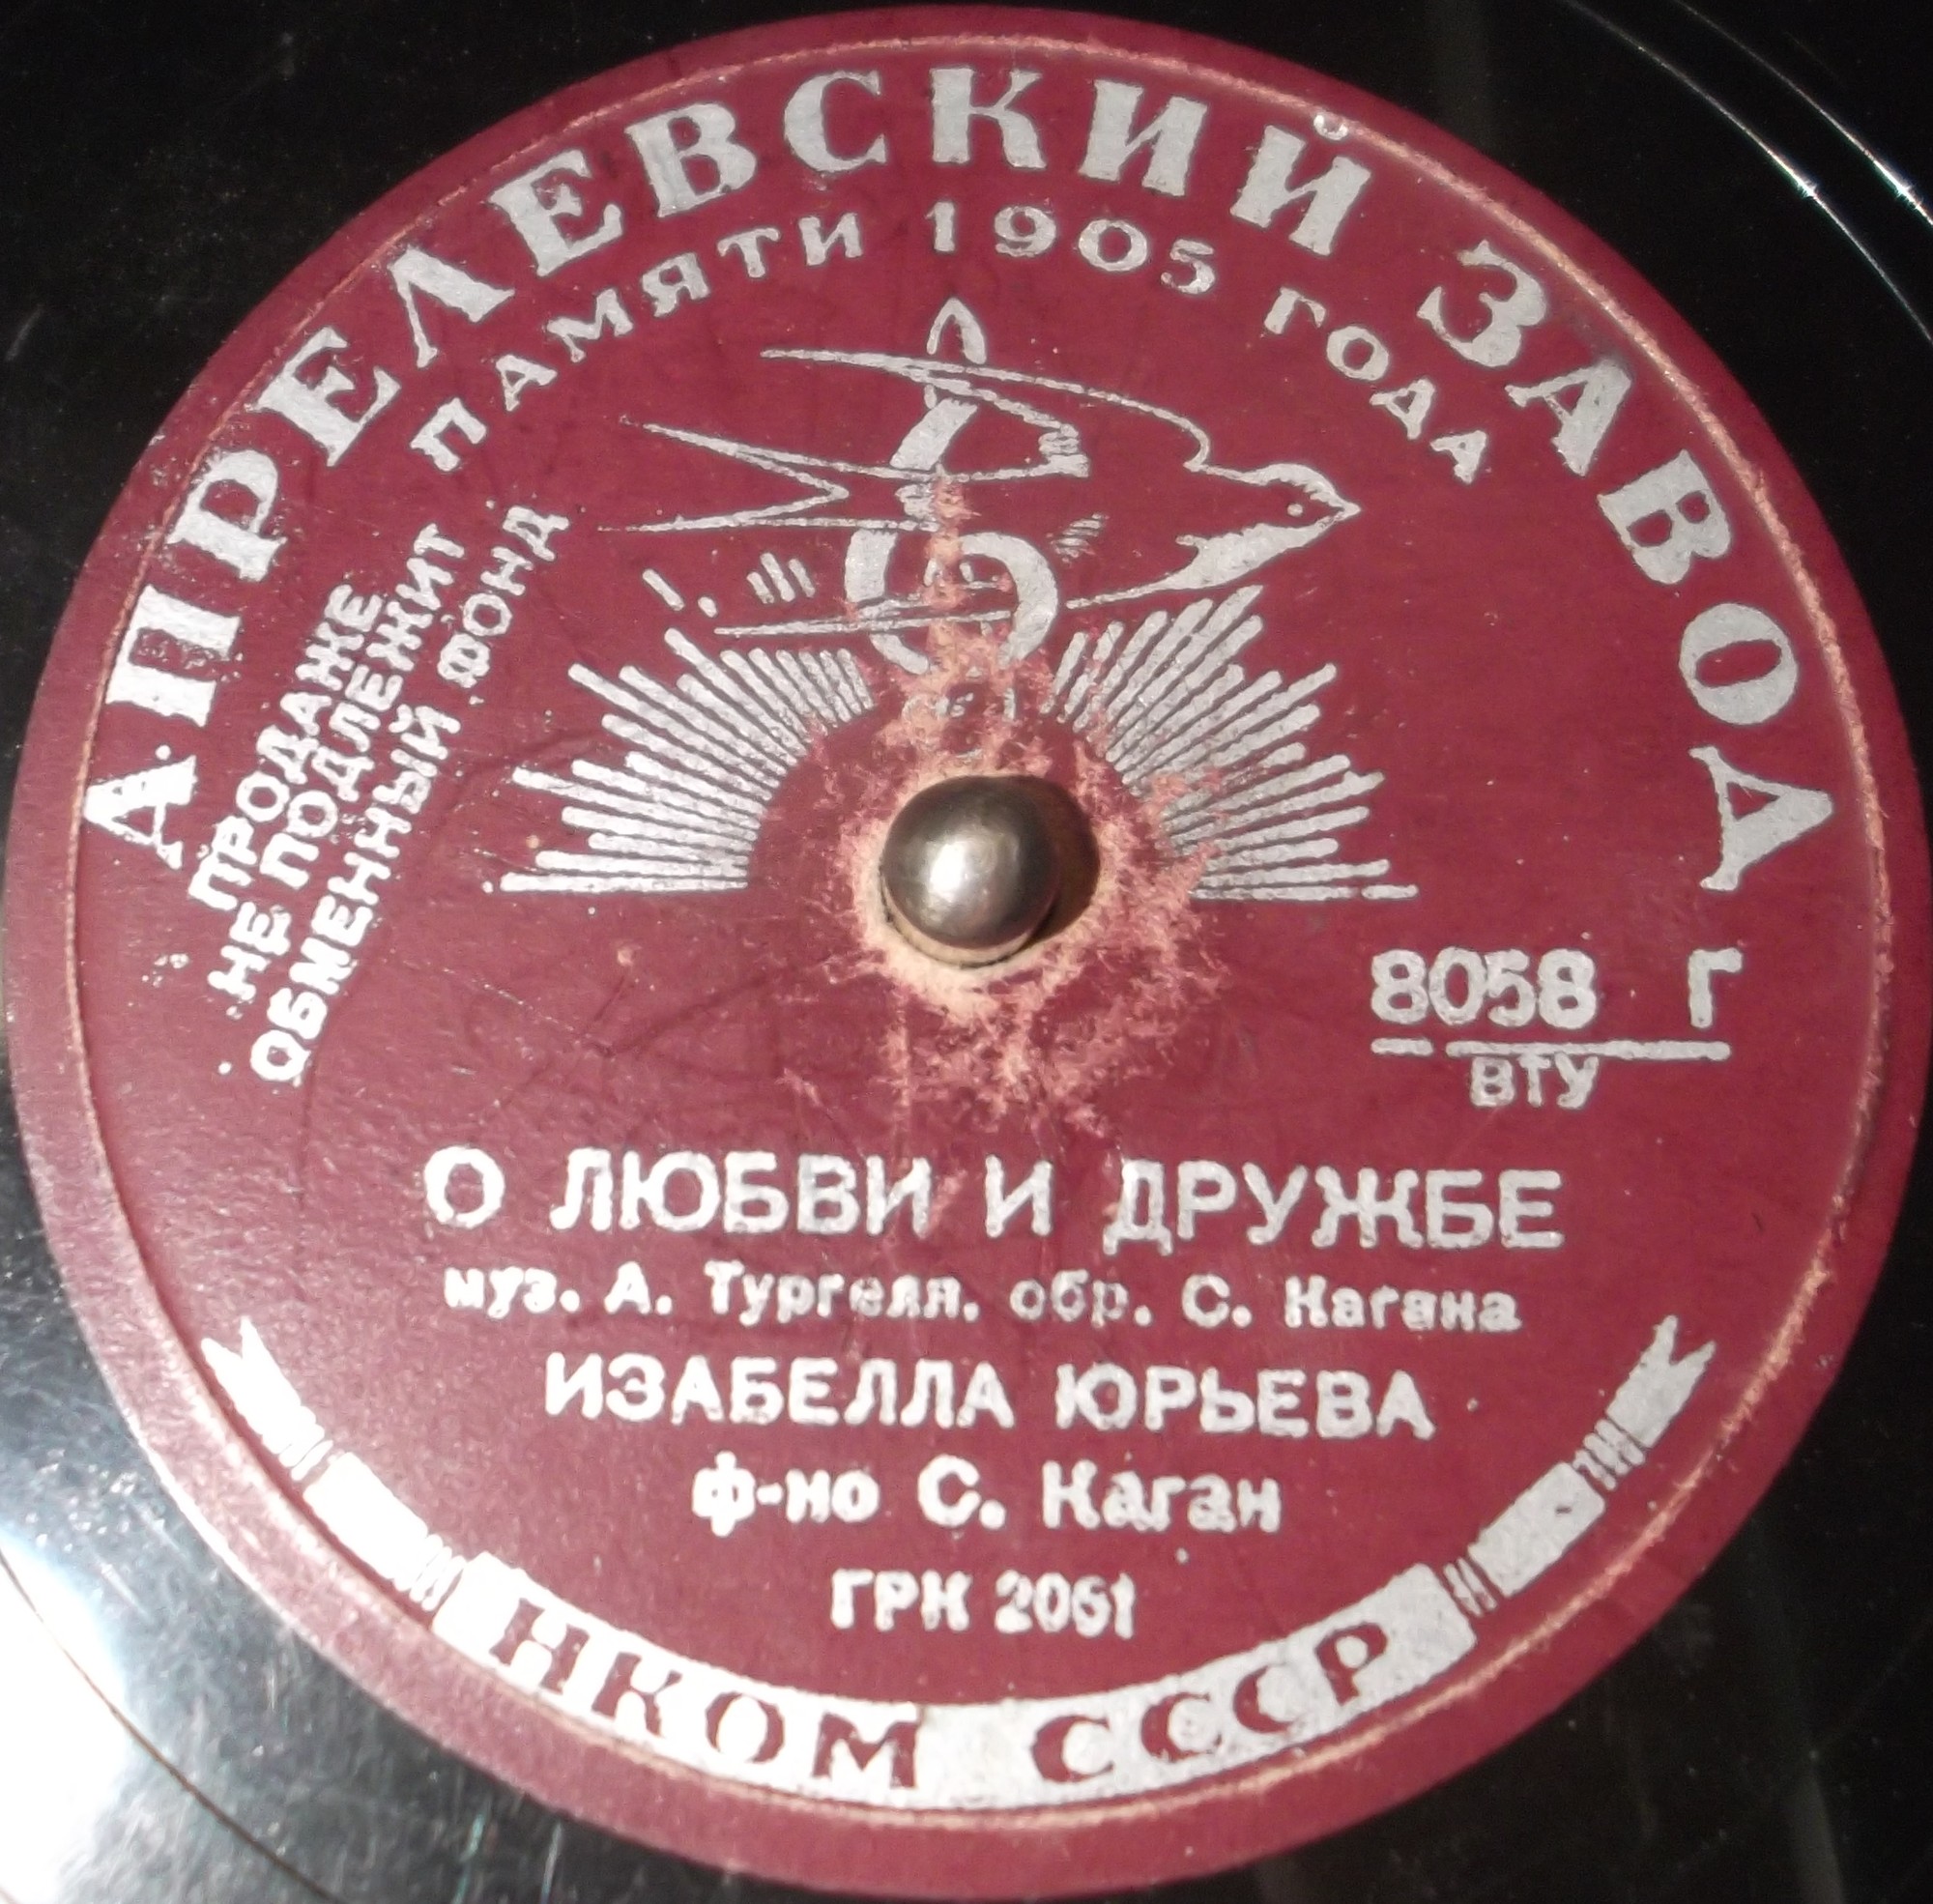 АПРЕЛЕВСКИЙ ЗАВОД
ПАМЯТИ 1905 ГОДА
ПРОДАЖЕ
НЕ ПОДЛЕЖИТ
ОБМЕННЫЙ ФОНД
8058 Г
ВТУ
О ЛЮБВИ И ДРУЖБЕ
муз. А. Тургелл. обр. С. Кагана
ИЗАБЕЛЛА ЮРЬЕВА
ф-но С. Каган
ГРК 2061
НКОМ СССР